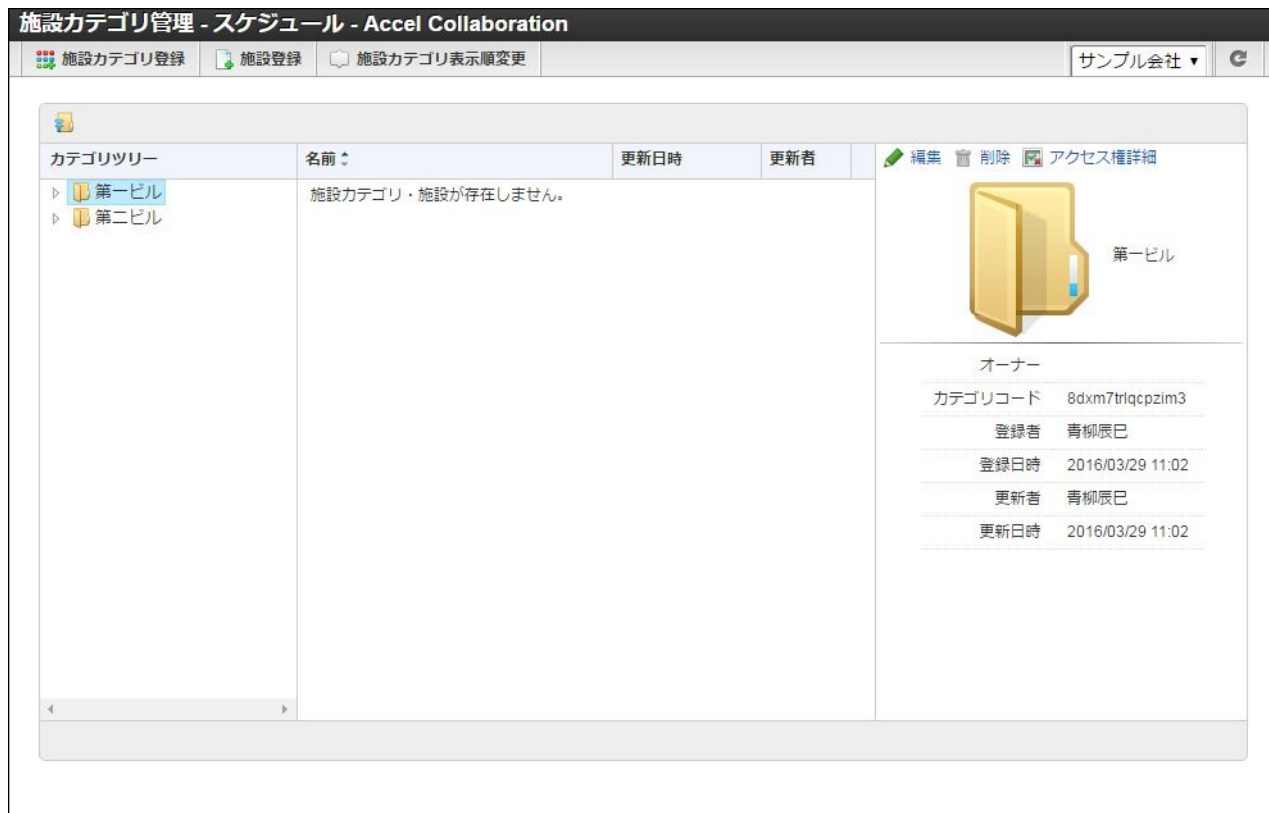 施設カテゴリ管理 - スケジュール - Accel Collaboration
施設カテゴリ登録 施設登録 施設カテゴリ表示順変更 サンプル会社
カテゴリツリー 名前 更新日時 更新者 編集 削除 アクセス権詳細
第一ビル 施設カテゴリ・施設が存在しません。
第二ビル
第一ビル
オーナー
カテゴリコード 8dxm7trlqcpzim3
登録者 青柳辰巳
登録日時 2016/03/29 11:02
更新者 青柳辰巳
更新日時 2016/03/29 11:02